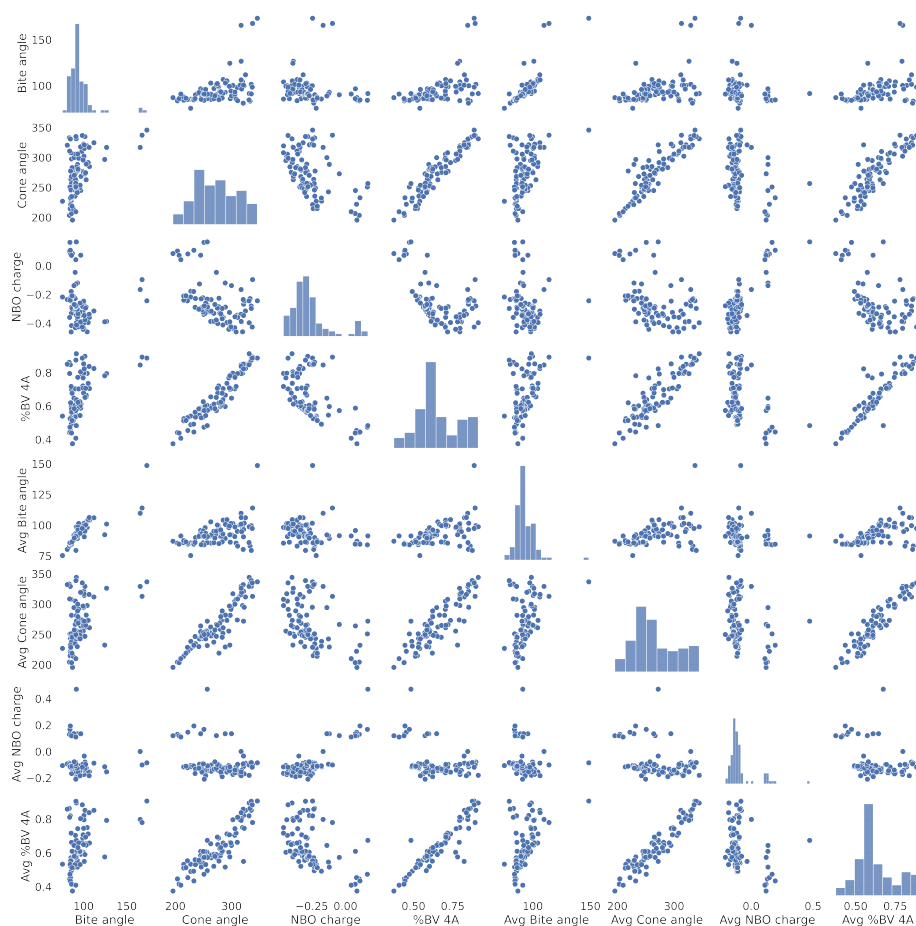 Bite angle
150
100
Cone angle
350
300
250
200
NBO charge
0.0
−0.2
−0.4
%BV 4A
0.8
0.6
0.4
Avg Bite angle
150
125
100
75
Avg Cone angle
350
300
250
200
Avg NBO charge
0.4
0.2
0.0
−0.2
Avg %BV 4A
0.8
0.6
0.4
100 150 200 300 −0.25 0.00 0.50 0.75 100 150 200 300 0.0 0.5 0.50 0.75
Bite angle Cone angle NBO charge %BV 4A Avg Bite angle Avg Cone angle Avg NBO charge Avg %BV 4A